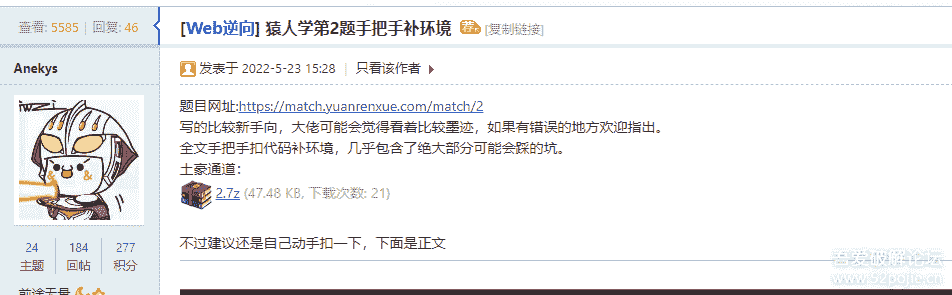 查看: 5585 | 回复: 46
[Web逆向] 猿人学第2题手把手补环境 荐 [复制链接]
Anekys
发表于 2022-5-23 15:28 | 只看该作者
题目网址:https://match.yuanrenxue.com/match/2
写的比较新手向，大佬可能会觉得看着比较墨迹，如果有错误的地方欢迎指出。
全文手把手扣代码补环境，几乎包含了绝大部分可能会踩的坑。
土豪通道：
2.7z (47.48 KB, 下载次数: 21)
不过建议还是自己动手扣一下，下面是正文
24 184 277
主题 回帖 积分
前途无量
吾爱破解论坛
www.52pojie.cn